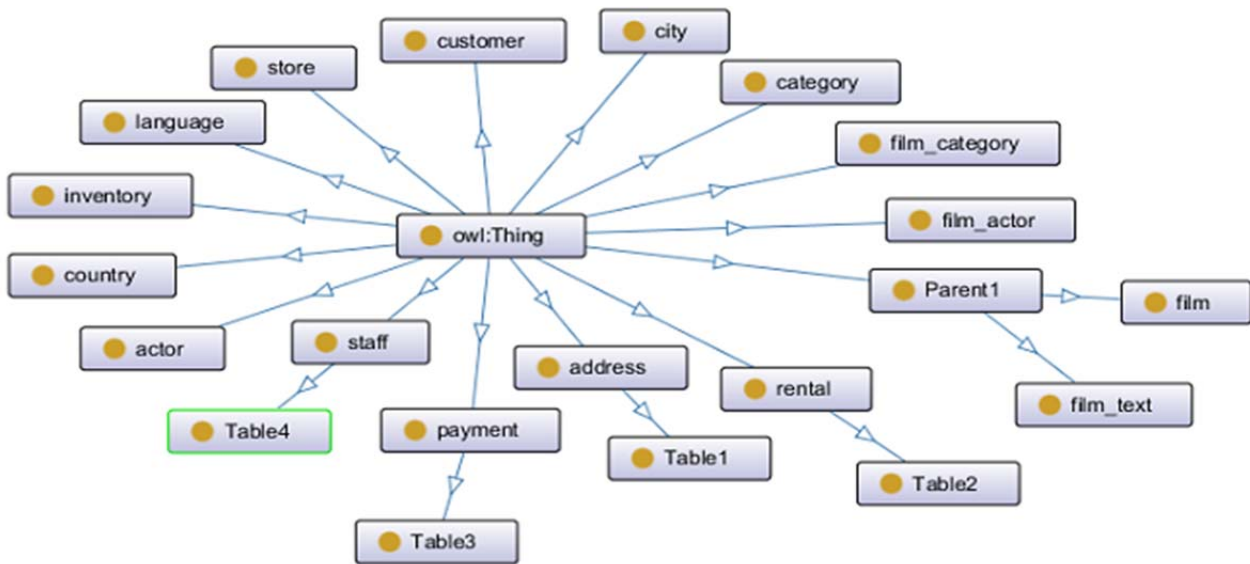 customer
city
store
category
language
film_category
inventory
film_actor
owl:Thing
country
Parent1
film
actor
staff
address
rental
film_text
Table4
payment
Table1
Table2
Table3